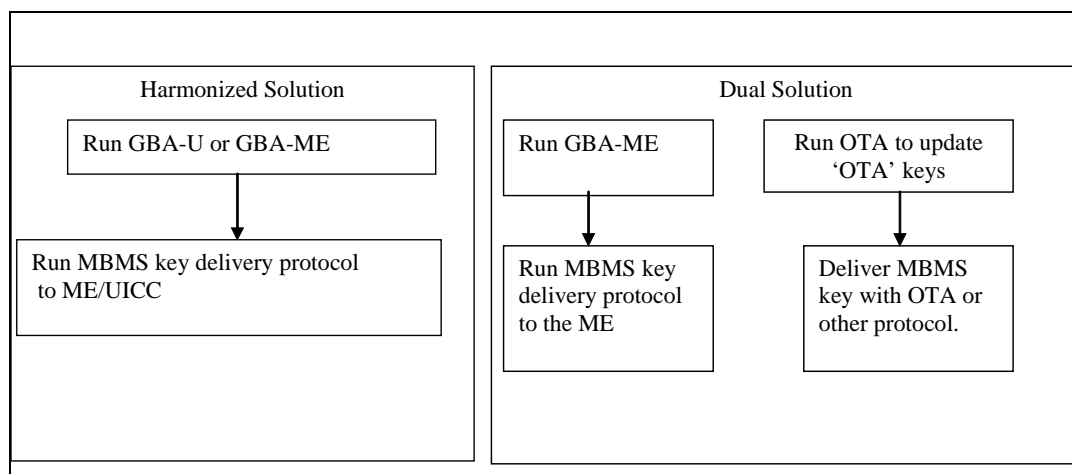 Harmonized Solution
Run GBA-U or GBA-ME
Run MBMS key delivery protocol
to ME/UICC
Dual Solution
Run GBA-ME
Run MBMS key
delivery protocol
to the ME
Run OTA to update
‘OTA’ keys
Deliver MBMS
key with OTA or
other protocol.